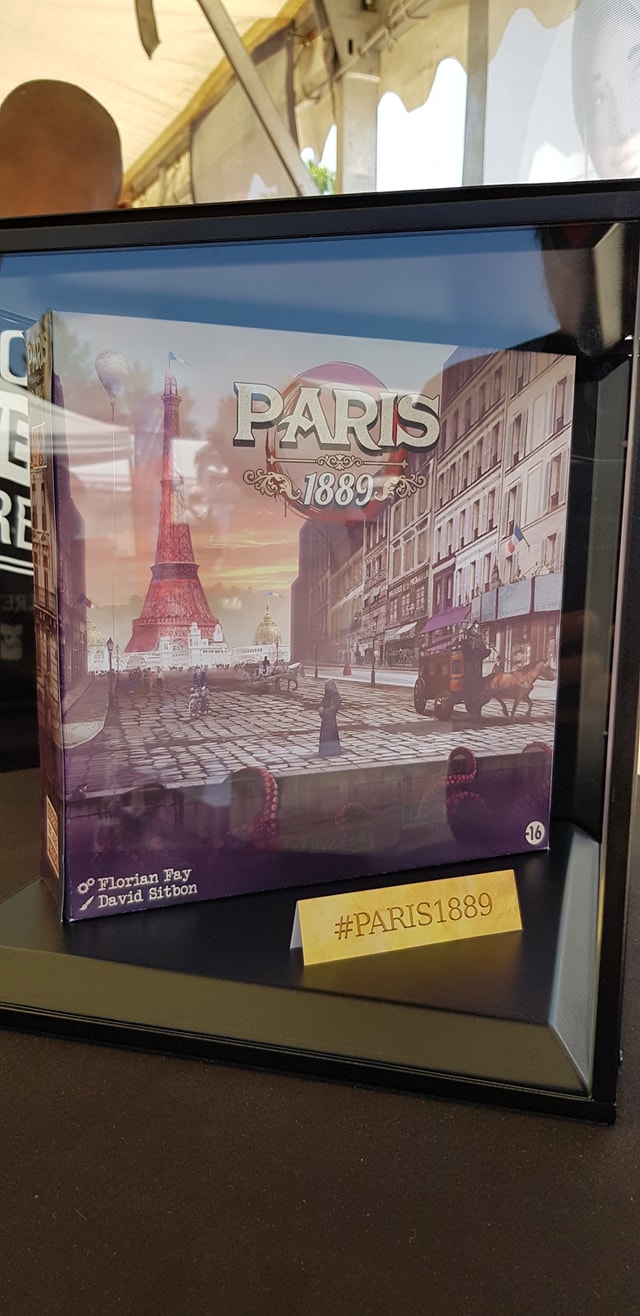 PARIS
1889
-16
Florian Fay
David Sitbon
#PARIS1889